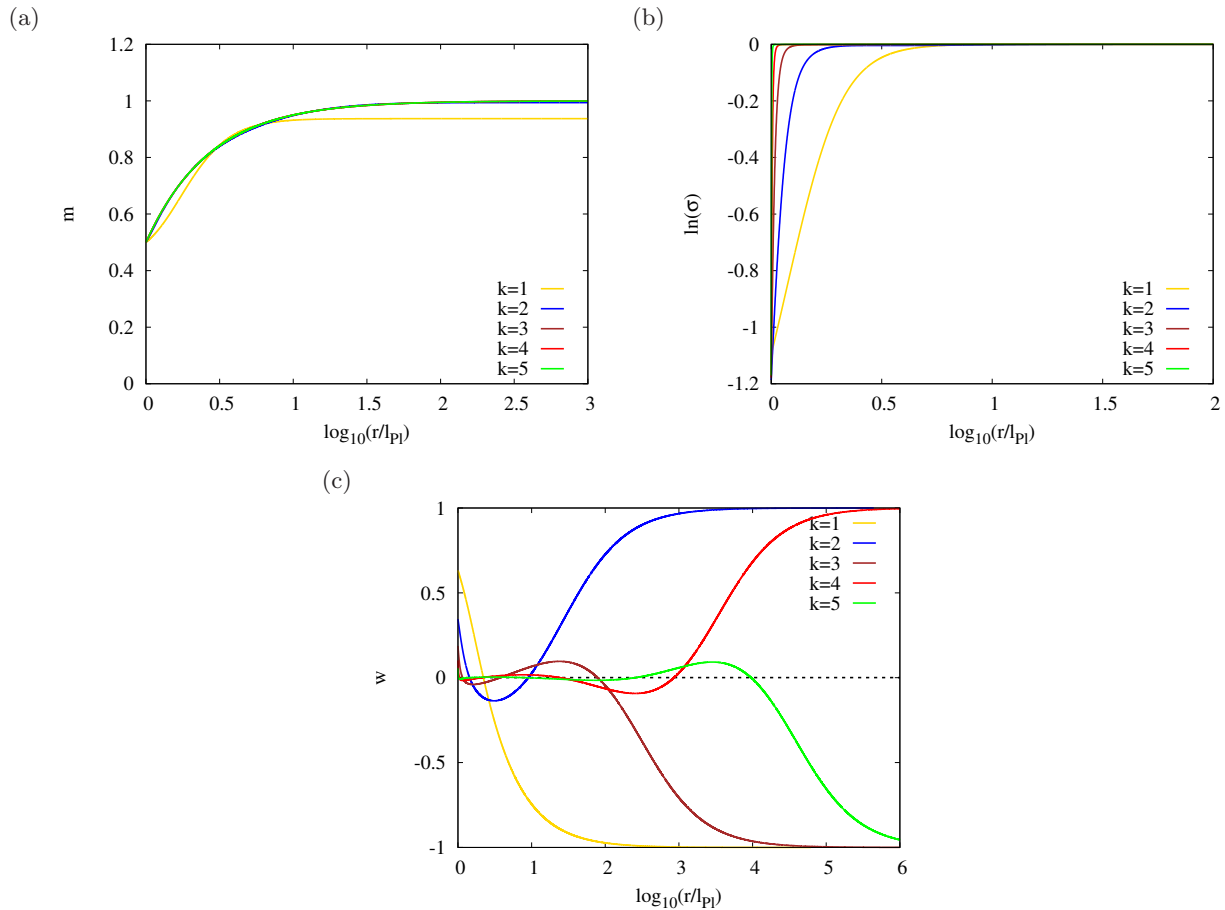 (a)
1.2
1
0.8
0.6
0.4
0.2
0
m
k=1
k=2
k=3
k=4
k=5
0 0.5 1 1.5 2 2.5 3
log10(r/lPl)
(b)
0
-0.2
-0.4
-0.6
-0.8
-1
-1.2
ln(σ)
k=1
k=2
k=3
k=4
k=5
0 0.5 1 1.5 2
log10(r/lPl)
(c)
1
0.5
0
-0.5
-1
w
k=1
k=2
k=3
k=4
k=5
0 1 2 3 4 5 6
log10(r/lPl)